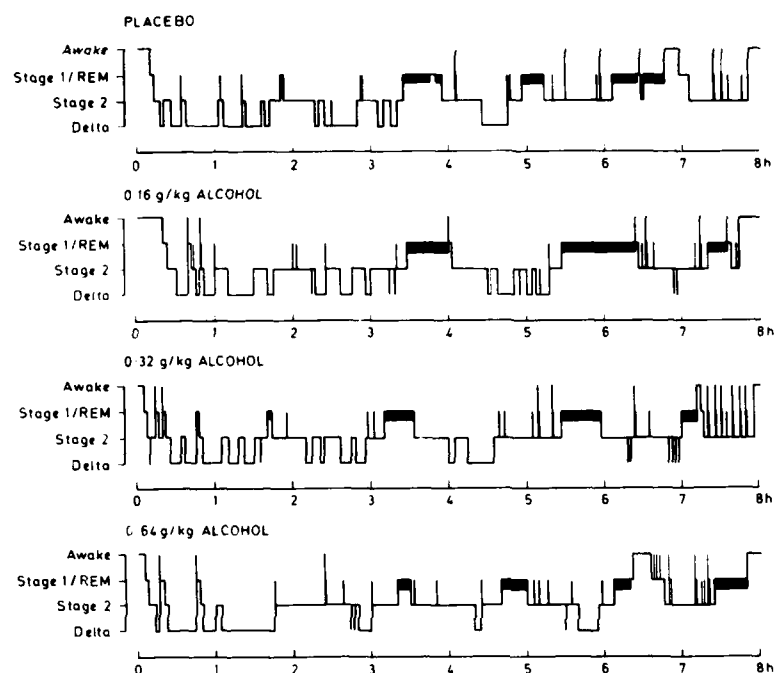 PLACEBO
Awake
Stage 1/REM
Stage 2
Delta
0 1 2 3 4 5 6 7 8h
0·16 g/kg ALCOHOL
Awake
Stage 1/REM
Stage 2
Delta
0 1 2 3 4 5 6 7 8h
0·32 g/kg ALCOHOL
Awake
Stage 1/REM
Stage 2
Delta
0 1 2 3 4 5 6 7 8h
0·64 g/kg ALCOHOL
Awake
Stage 1/REM
Stage 2
Delta
0 1 2 3 4 5 6 7 8h